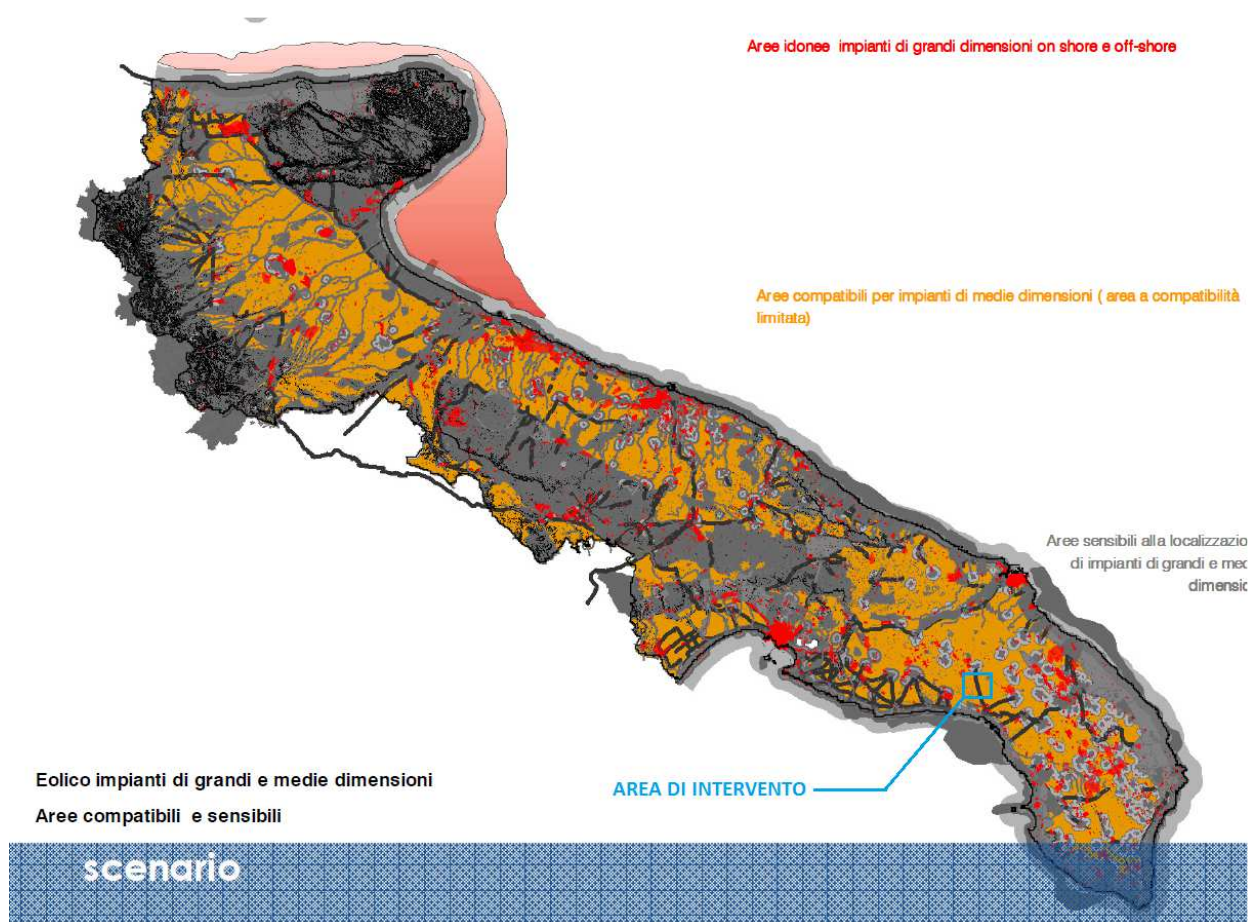 Aree idonee impianti di grandi dimensioni on shore e off-shore
Aree compatibili per impianti di medie dimensioni ( area a compatibilità
limitata)
Aree sensibili alla localizzazio
di impianti di grandi e med
dimensio
AREA DI INTERVENTO
Eolico impianti di grandi e medie dimensioni
Aree compatibili e sensibili
scenario